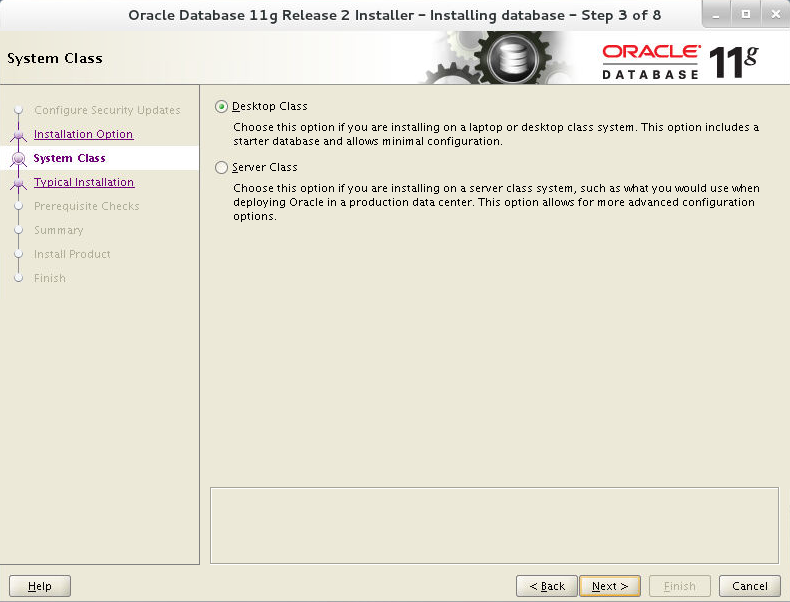 Oracle Database 11g Release 2 Installer - Installing database - Step 3 of 8
System Class
ORACLE®
DATABASE
11g
Configure Security Updates
Installation Option
System Class
Typical Installation
Prerequisite Checks
Summary
Install Product
Finish
Desktop Class
Choose this option if you are installing on a laptop or desktop class system. This option includes a
starter database and allows minimal configuration.
Server Class
Choose this option if you are installing on a server class system, such as what you would use when
deploying Oracle in a production data center. This option allows for more advanced configuration
options.
Help
< Back
Next >
Finish
Cancel